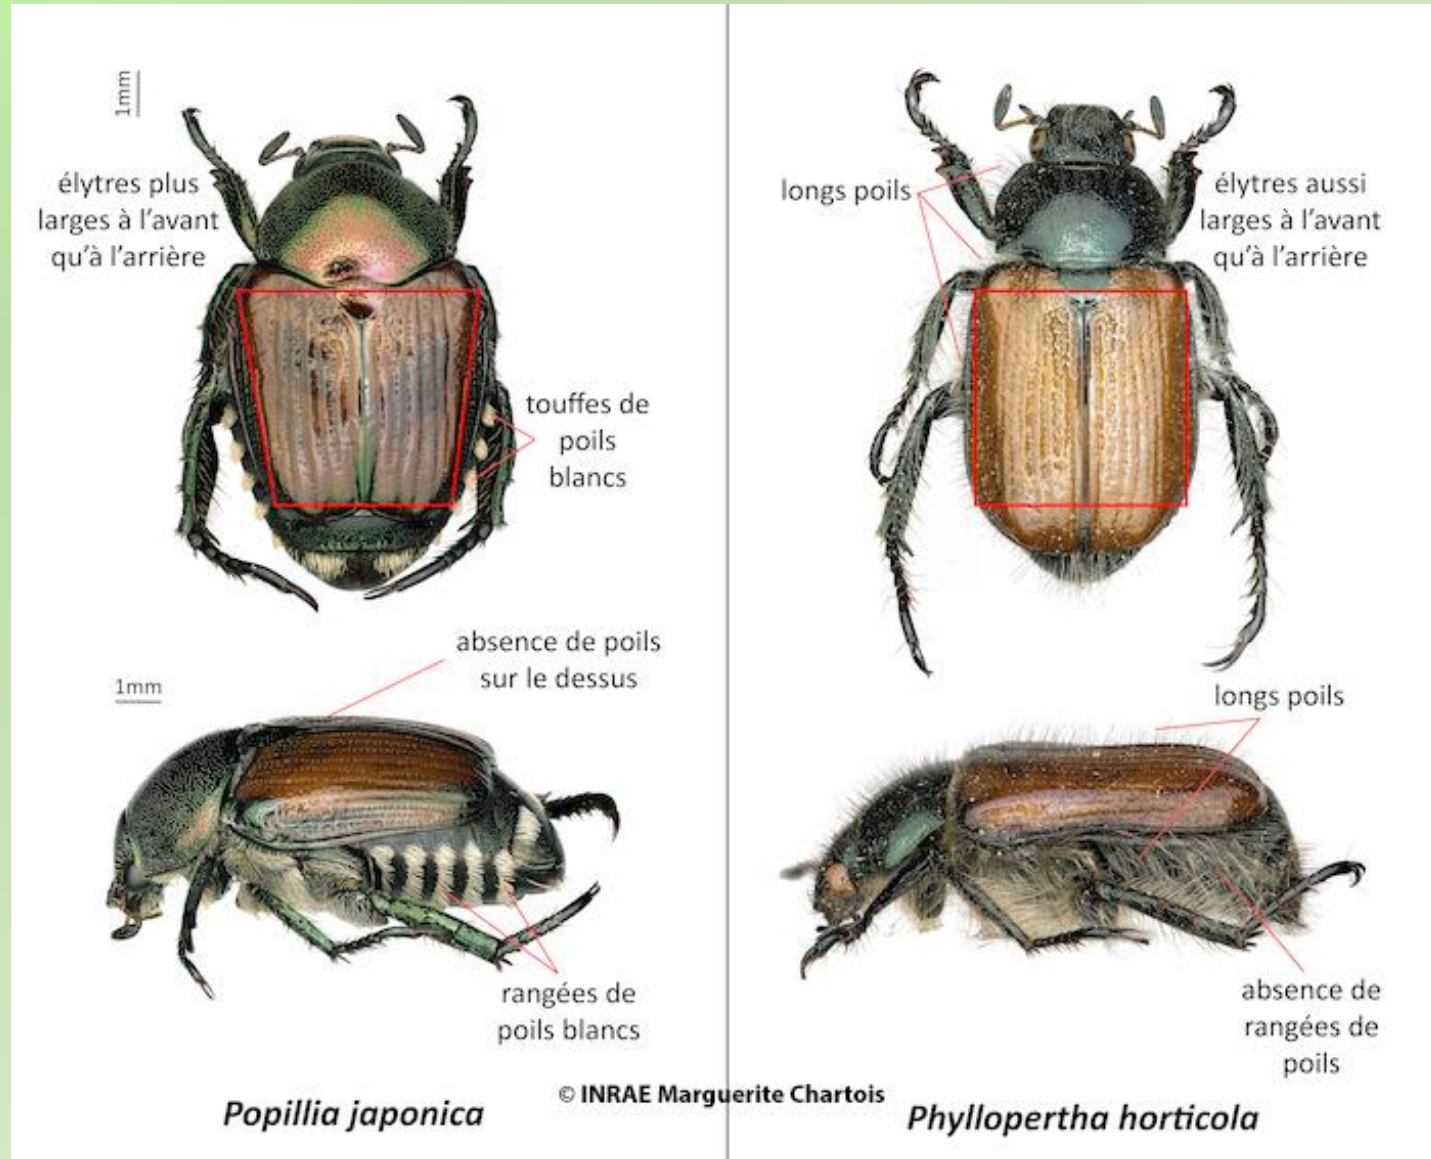 1mm
élytres plus
larges à l'avant
qu'à l'arrière
touffes de
poils
blancs
absence de poils
sur le dessus
1mm
rangées de
poils blancs
Popillia japonica
longs poils
élytres aussi
larges à l'avant
qu'à l'arrière
longs poils
absence de
rangées de
poils
© INRAE Marguerite Chartois
Phyllopertha horticola